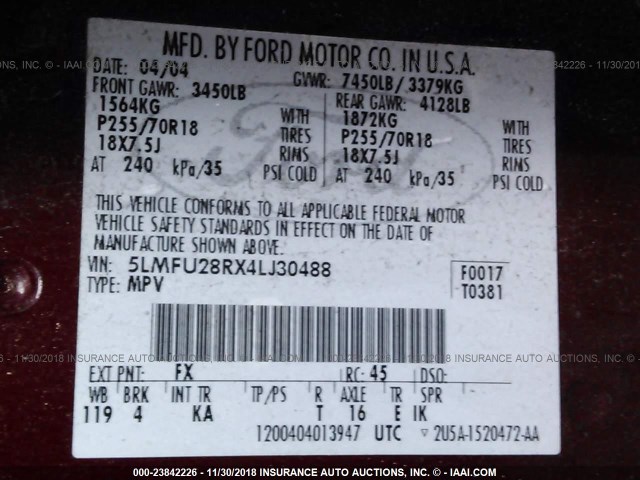 MFD. BY FORD MOTOR CO. IN U.S.A.
DATE: 04/04 GVWR: 7450LB / 3379KG
FRONT GAWR: 3450LB REAR GAWR: 4128LB
1564KG WITH 1872KG WITH
P255/70R18 TIRES P255/70R18 TIRES
18X7.5J RIMS 18X7.5J RIMS
AT 240 kPa/35 PSI COLD AT 240 kPa/35 PSI COLD
THIS VEHICLE CONFORMS TO ALL APPLICABLE FEDERAL MOTOR
VEHICLE SAFETY STANDARDS IN EFFECT ON THE DATE OF
MANUFACTURE SHOWN ABOVE.
VIN: 5LMFU28RX4LJ30488 F0017
TYPE: MPV T0381
EXT PNT: FX RC: 45 DSO:
WB BRK INT TR TP/PS R AXLE TR SPR
119 4 KA T 16 E IK
1200404013947 UTC ▽ 2U5A-1520472-AA
Ford
000-23842226 - 11/30/2018 INSURANCE AUTO AUCTIONS, INC. - © IAAI.COM